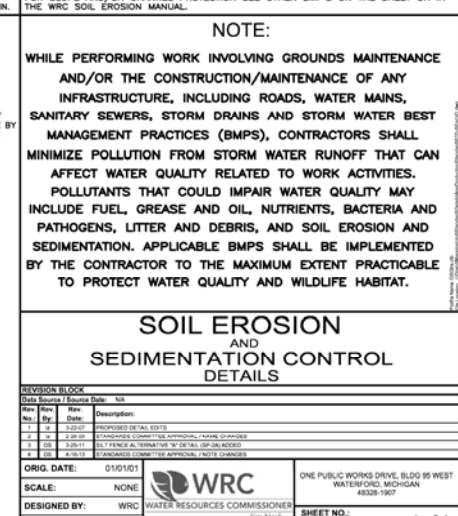 IN.
THE WRC SOIL EROSION MANUAL.
NOTE:
WHILE PERFORMING WORK INVOLVING GROUNDS MAINTENANCE
AND/OR THE CONSTRUCTION/MAINTENANCE OF ANY
INFRASTRUCTURE, INCLUDING ROADS, WATER MAINS,
SANITARY SEWERS, STORM DRAINS AND STORM WATER BEST
BY
MANAGEMENT PRACTICES (BMPS), CONTRACTORS SHALL
MINIMIZE POLLUTION FROM STORM WATER RUNOFF THAT CAN
AFFECT WATER QUALITY RELATED TO WORK ACTIVITIES.
POLLUTANTS THAT COULD IMPAIR WATER QUALITY MAY
INCLUDE FUEL, GREASE AND OIL, NUTRIENTS, BACTERIA AND
PATHOGENS, LITTER AND DEBRIS, AND SOIL EROSION AND
SEDIMENTATION. APPLICABLE BMPS SHALL BE IMPLEMENTED
BY THE CONTRACTOR TO THE MAXIMUM EXTENT PRACTICABLE
TO PROTECT WATER QUALITY AND WILDLIFE HABITAT.
SOIL EROSION
AND
SEDIMENTATION CONTROL
DETAILS
REVISION BLOCK
Data Source / Source Date: NA
Rev. No.: Rev. By: Rev. Date: Description:
1 3-22-07 PROPOSED DETAIL EDITS
2 2-26-09 STANDARDS COMMITTEE APPROVAL / NAME CHANGES
3 DS 3-25-11 SILT FENCE ALTERNATIVE "A" DETAIL (SF-2A) ADDED
4 DS 4-16-13 STANDARDS COMMITTEE APPROVAL / NOTE CHANGES
ORIG. DATE: 01/01/01
SCALE: NONE
DESIGNED BY: WRC
WRC
WATER RESOURCES COMMISSIONER
ONE PUBLIC WORKS DRIVE, BLDG 95 WEST
WATERFORD, MICHIGAN
48328-1907
SHEET NO.: